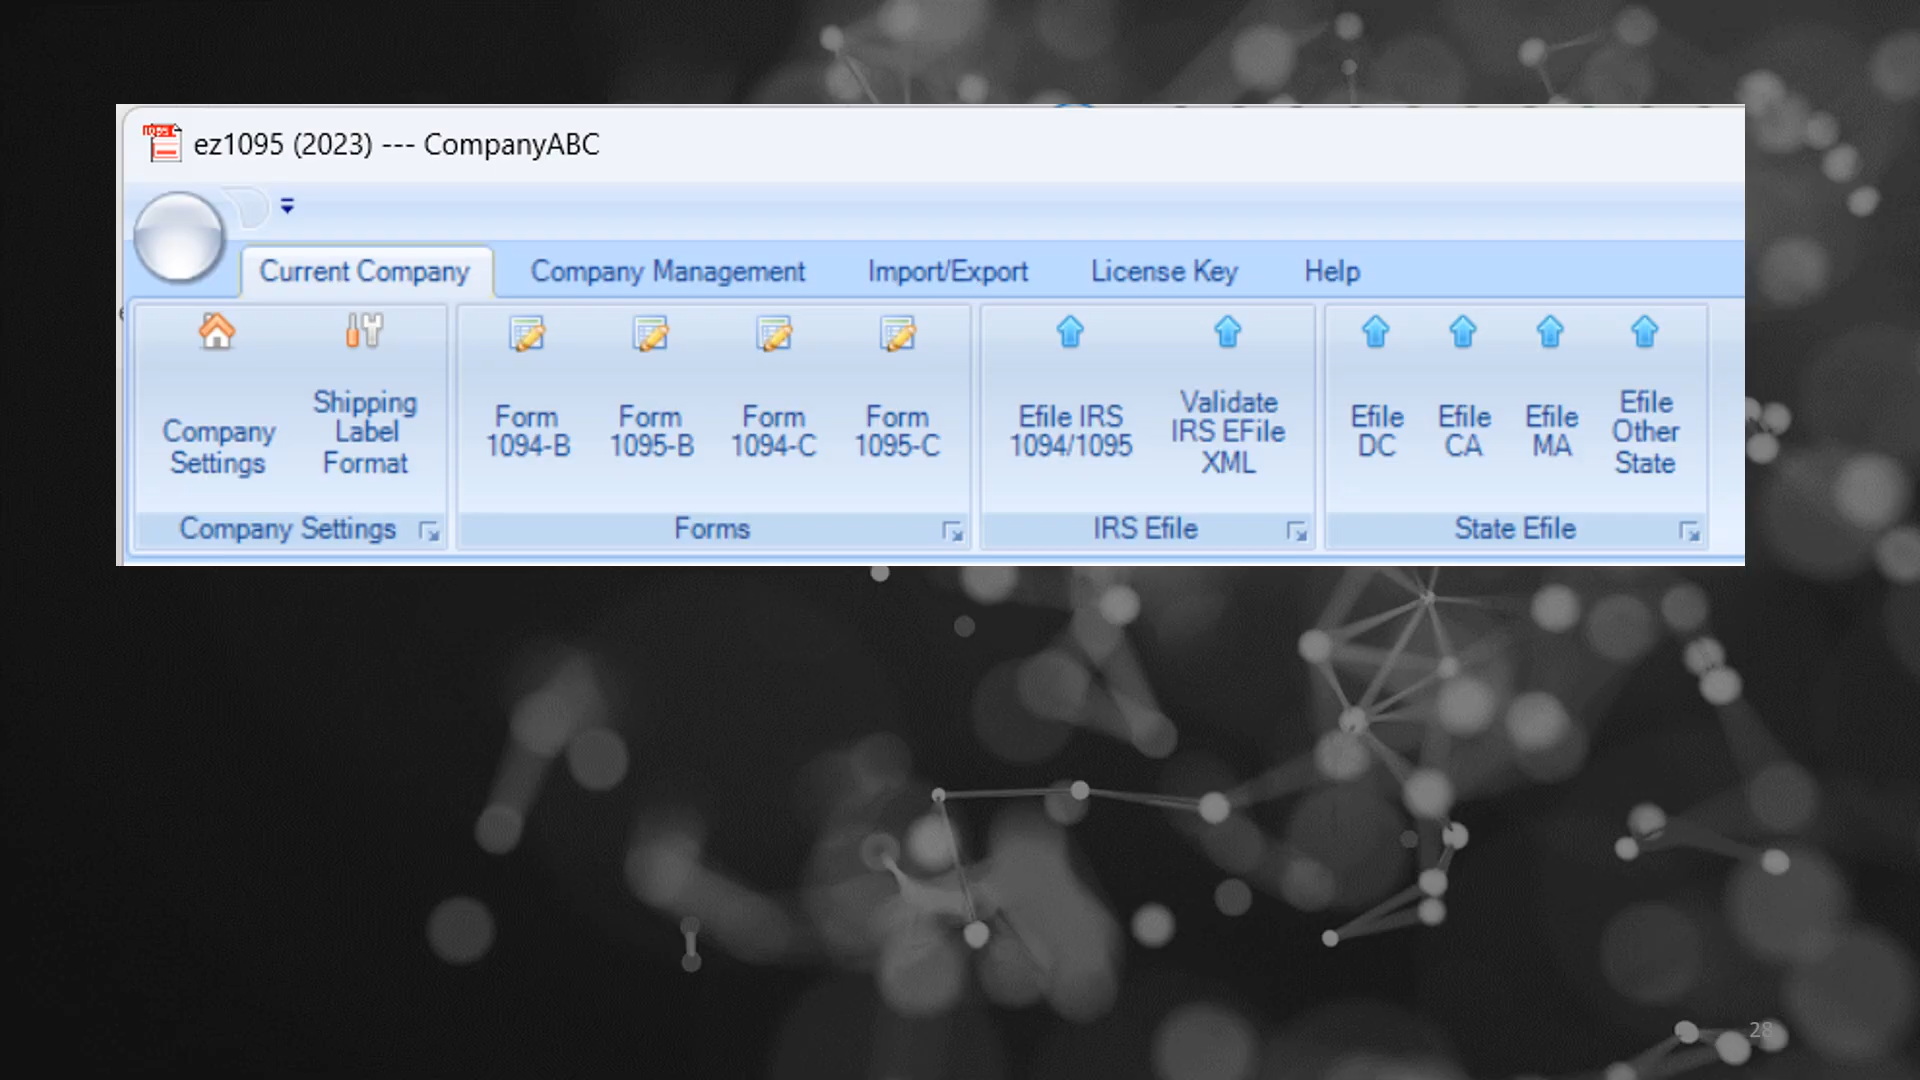 ez1095 (2023) --- CompanyABC
Current Company
Company Management
Import/Export
License Key
Help
Company
Settings
Shipping
Label
Format
Form
1094-B
Form
1095-B
Form
1094-C
Form
1095-C
Efile IRS
1094/1095
Validate
IRS EFile
XML
Efile
DC
Efile
CA
Efile
MA
Efile
Other
State
Company Settings
Forms
IRS Efile
State Efile
28